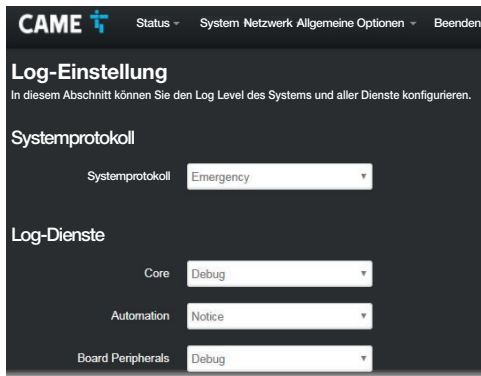 CAME Status System Netzwerk Allgemeine Optionen Beenden
Log-Einstellung
In diesem Abschnitt können Sie den Log Level des Systems und aller Dienste konfigurieren.
Systemprotokoll
Systemprotokoll Emergency
Log-Dienste
Core Debug
Automation Notice
Board Peripherals Debug